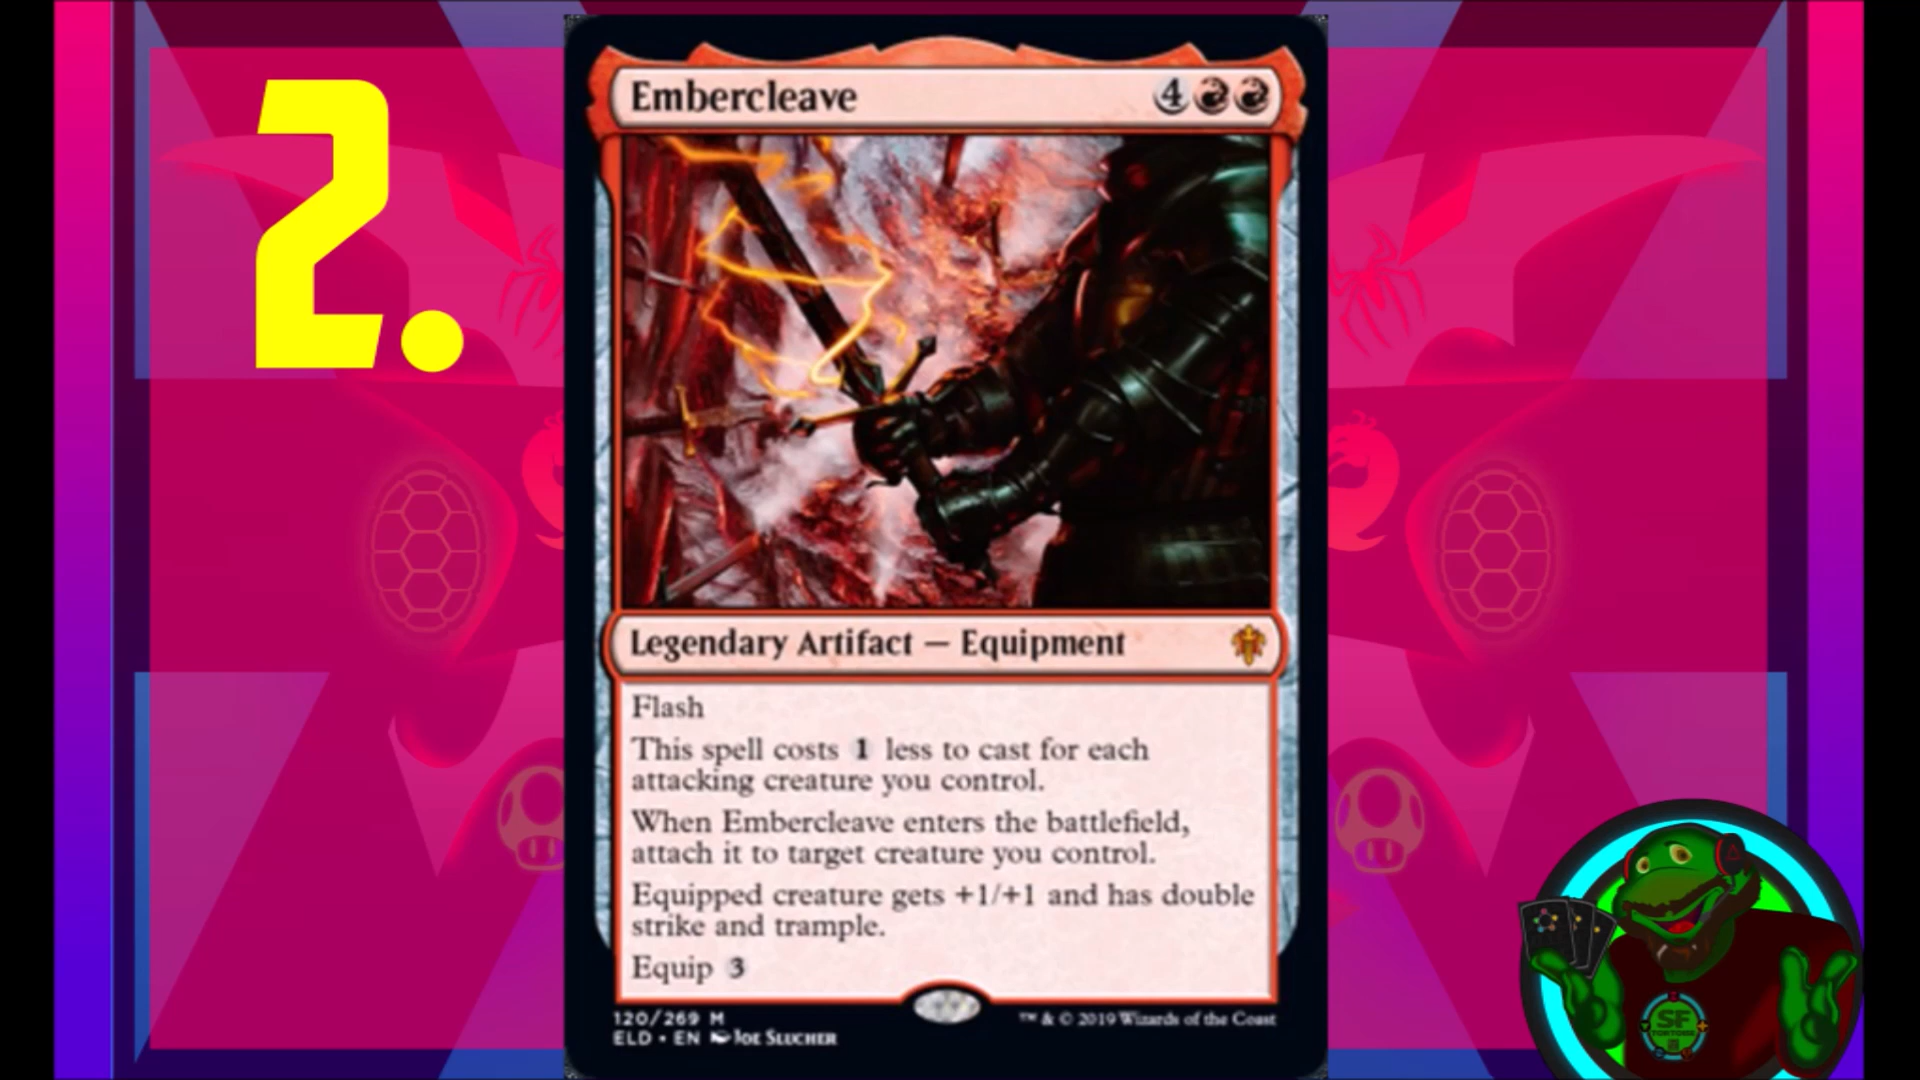 2.
Embercleave 4
Legendary Artifact — Equipment
Flash
This spell costs 1 less to cast for each
attacking creature you control.
When Embercleave enters the battlefield,
attach it to target creature you control.
Equipped creature gets +1/+1 and has double
strike and trample.
Equip 3
120/269 M
™ & © 2019 Wizards of the Coast
ELD • EN Joe Slucher
SF
TORTOISE